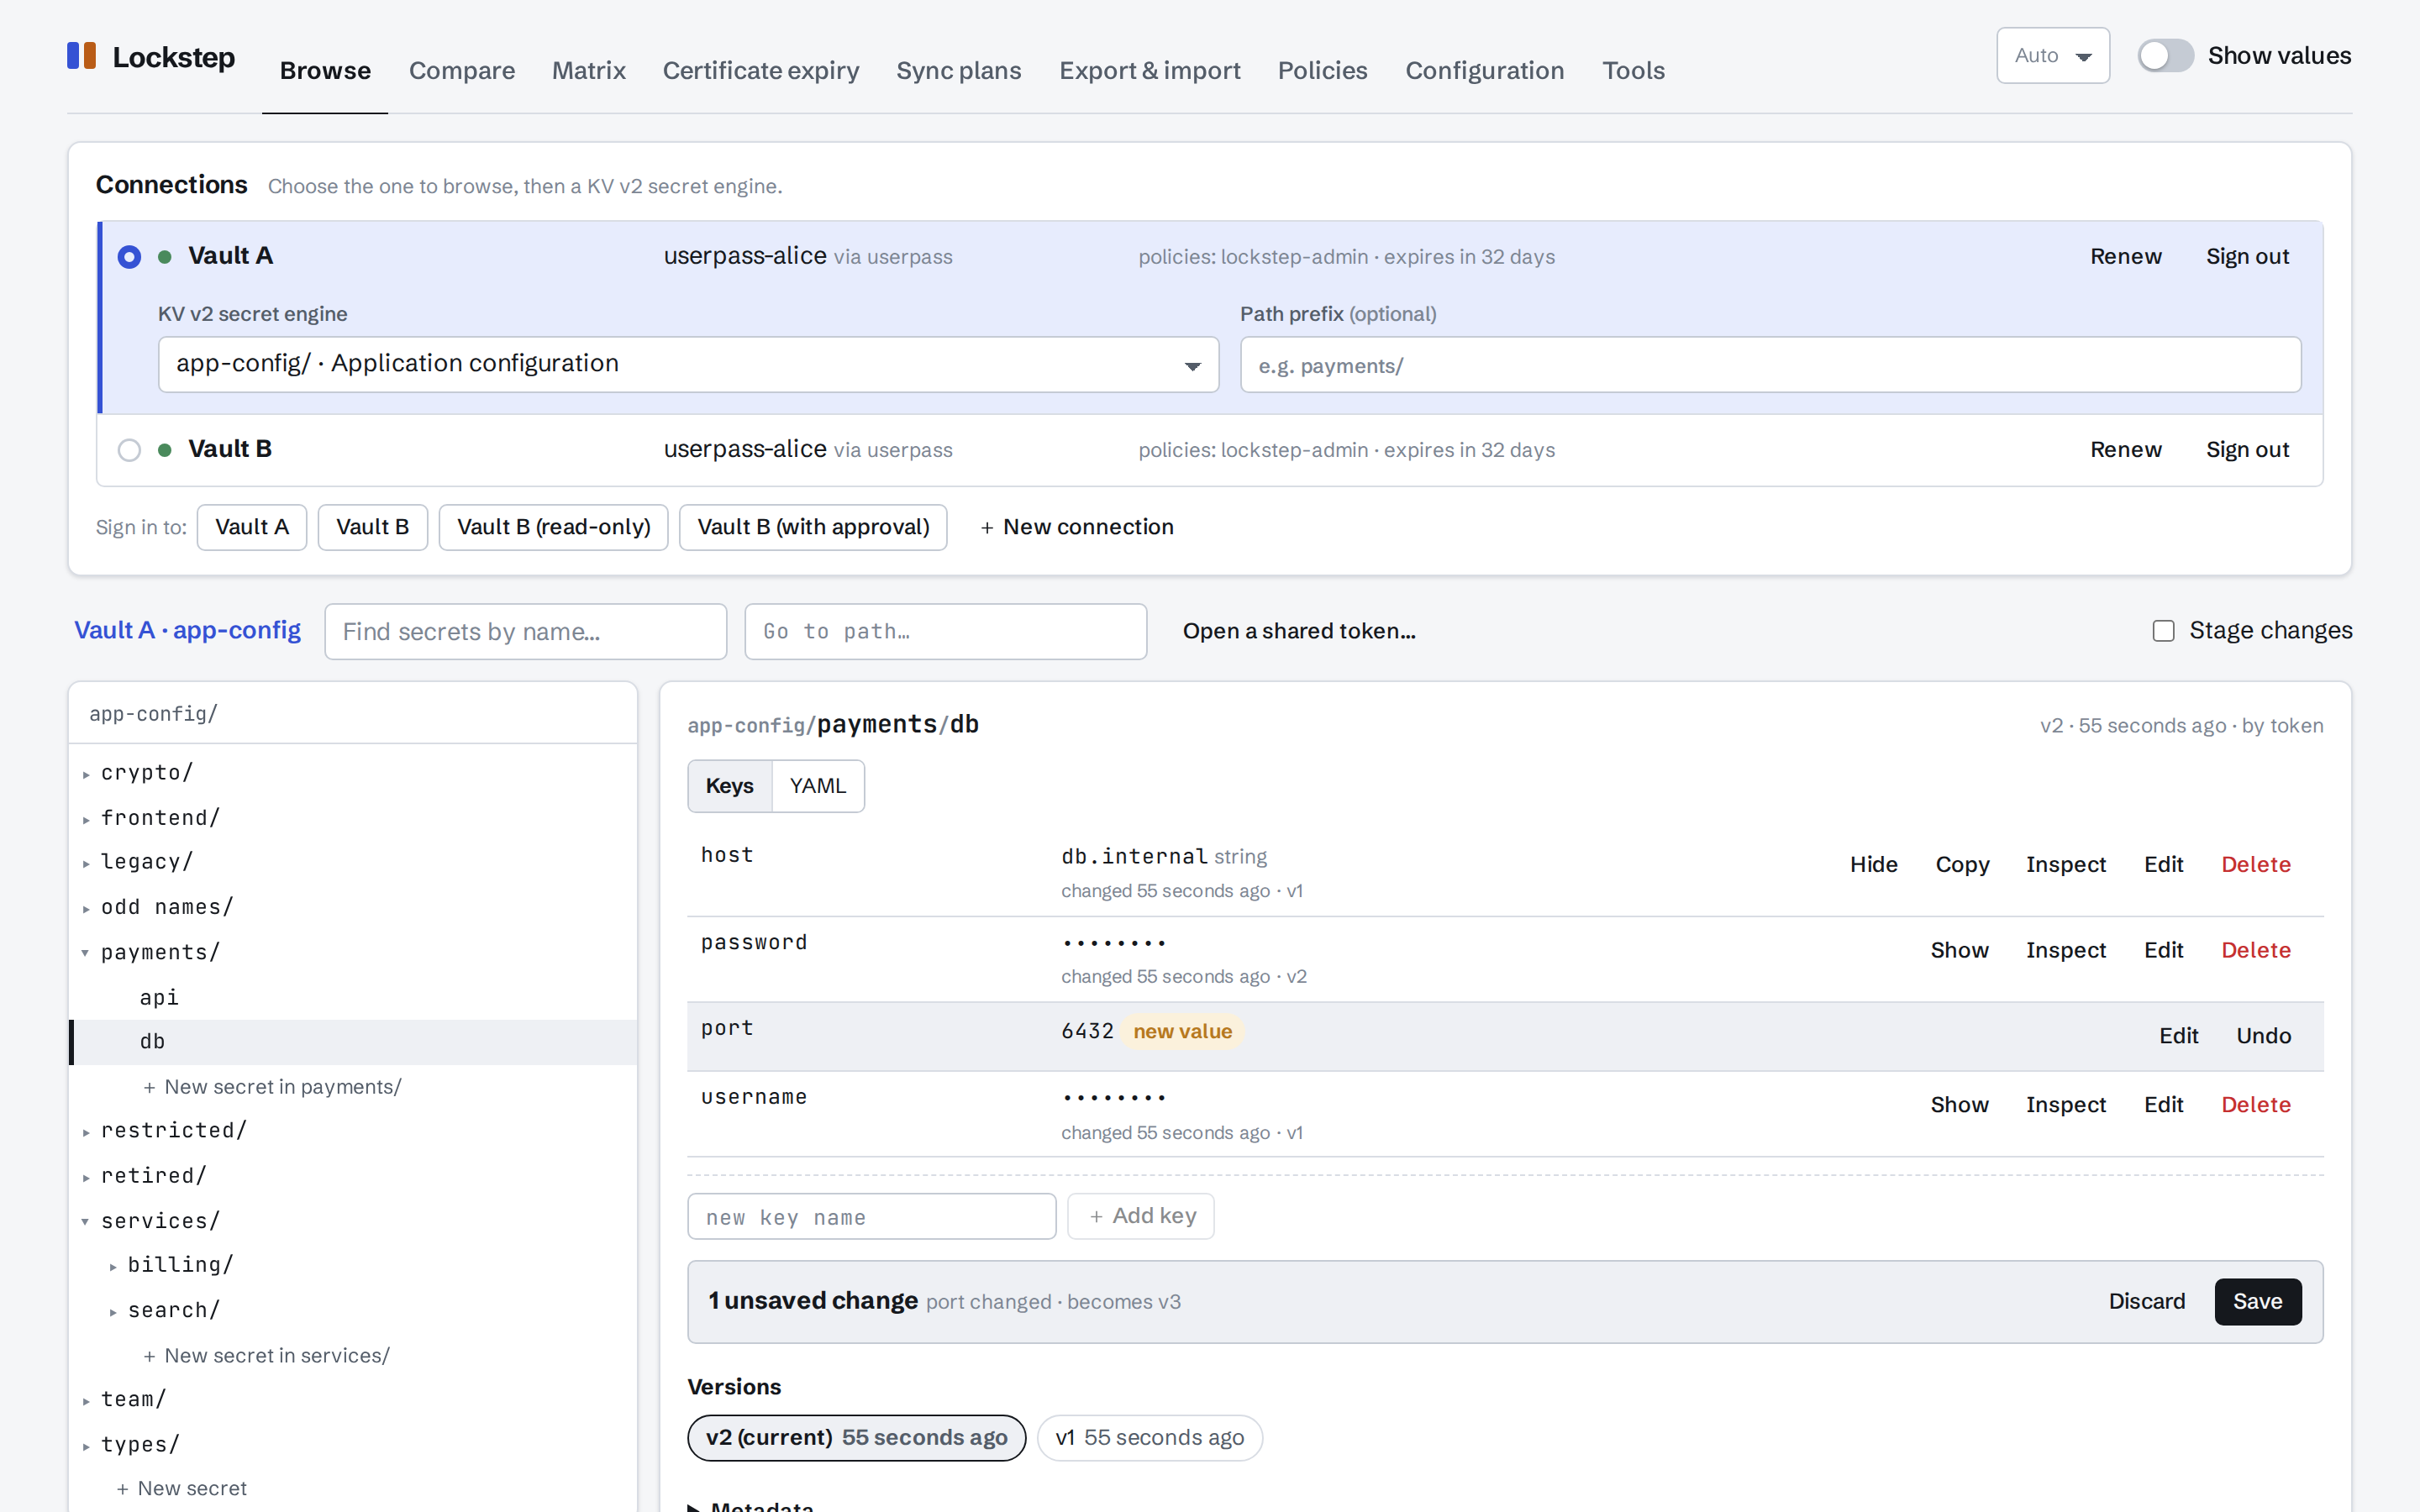 Lockstep
Browse Compare Matrix Certificate expiry Sync plans Export & import Policies Configuration Tools
Auto
Show values
Connections Choose the one to browse, then a KV v2 secret engine.
Vault A userpass-alice via userpass policies: lockstep-admin · expires in 32 days Renew Sign out
KV v2 secret engine
app-config/ · Application configuration
Path prefix (optional)
e.g. payments/
Vault B userpass-alice via userpass policies: lockstep-admin · expires in 32 days Renew Sign out
Sign in to: Vault A Vault B Vault B (read-only) Vault B (with approval) + New connection
Vault A · app-config Find secrets by name... Go to path… Open a shared token... Stage changes
app-config/
▸ crypto/
▸ frontend/
▸ legacy/
▸ odd names/
▾ payments/
api
db
+ New secret in payments/
▸ restricted/
▸ retired/
▾ services/
▸ billing/
▸ search/
+ New secret in services/
▸ team/
▸ types/
+ New secret
app-config/payments/db v2 · 55 seconds ago · by token
Keys YAML
host db.internal string Hide Copy Inspect Edit Delete
changed 55 seconds ago · v1
password •••••••• Show Inspect Edit Delete
changed 55 seconds ago · v2
port 6432 new value Edit Undo
username •••••••• Show Inspect Edit Delete
changed 55 seconds ago · v1
new key name + Add key
1 unsaved change port changed · becomes v3 Discard Save
Versions
v2 (current) 55 seconds ago v1 55 seconds ago
▶ Metadata